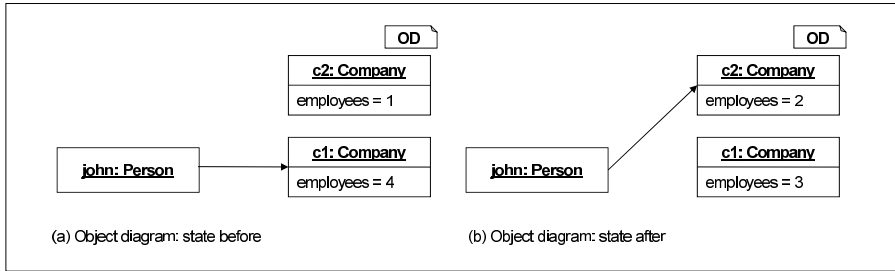 OD
c2: Company
employees = 1
john: Person
c1: Company
employees = 4
(a) Object diagram: state before
OD
c2: Company
employees = 2
john: Person
c1: Company
employees = 3
(b) Object diagram: state after